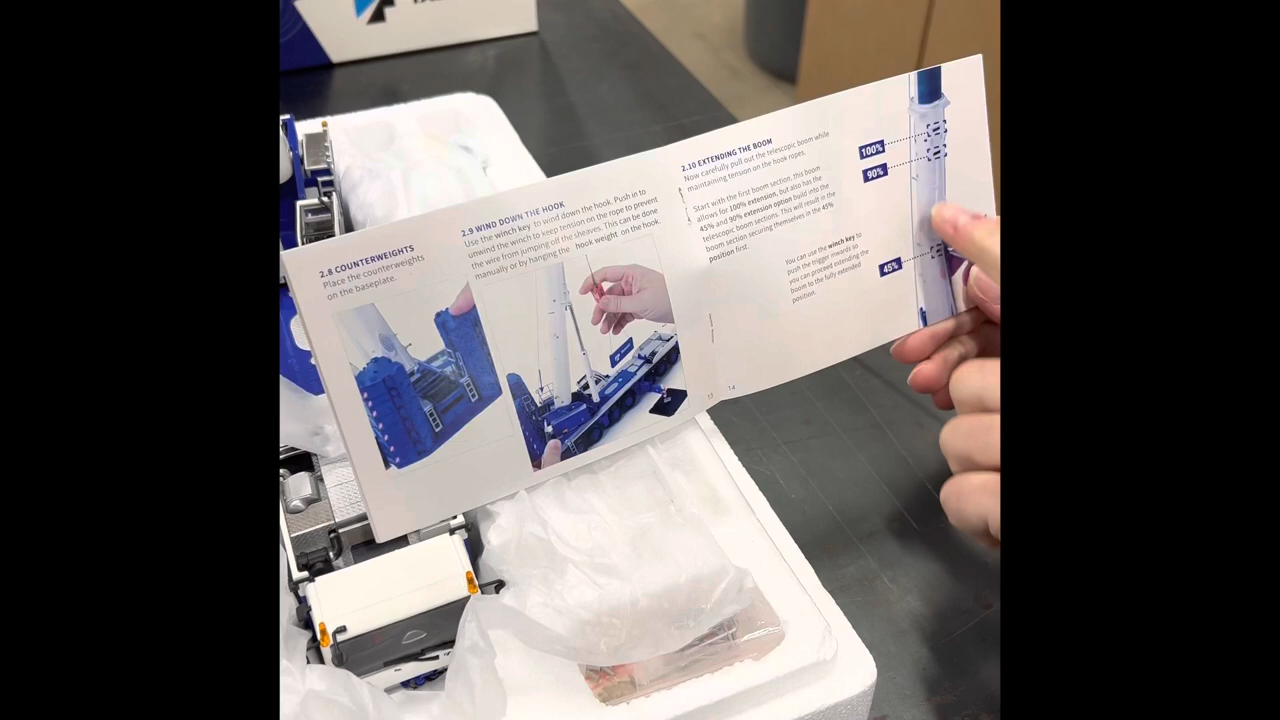 2.8 COUNTERWEIGHTS
Place the counterweights
on the baseplate.
2.9 WIND DOWN THE HOOK
Use the winch key to wind down the hook. Push in to
unwind the winch to keep tension on the rope to prevent
the wire from jumping off the sheaves. This can be done
manually or by hanging the hook weight on the hook.
13
2.10 EXTENDING THE BOOM
Now carefully pull out the telescopic boom while
maintaining tension on the hook ropes.
Start with the first boom section, this boom
allows for 100% extension, but also has the
45% and 90% extension option build into the
telescopic boom sections. This will result in the
boom section securing themselves in the 45%
position first.
You can use the winch key to
push the trigger inwards so
you can proceed extending the
boom to the fully extended
position.
100%
90%
45%
14